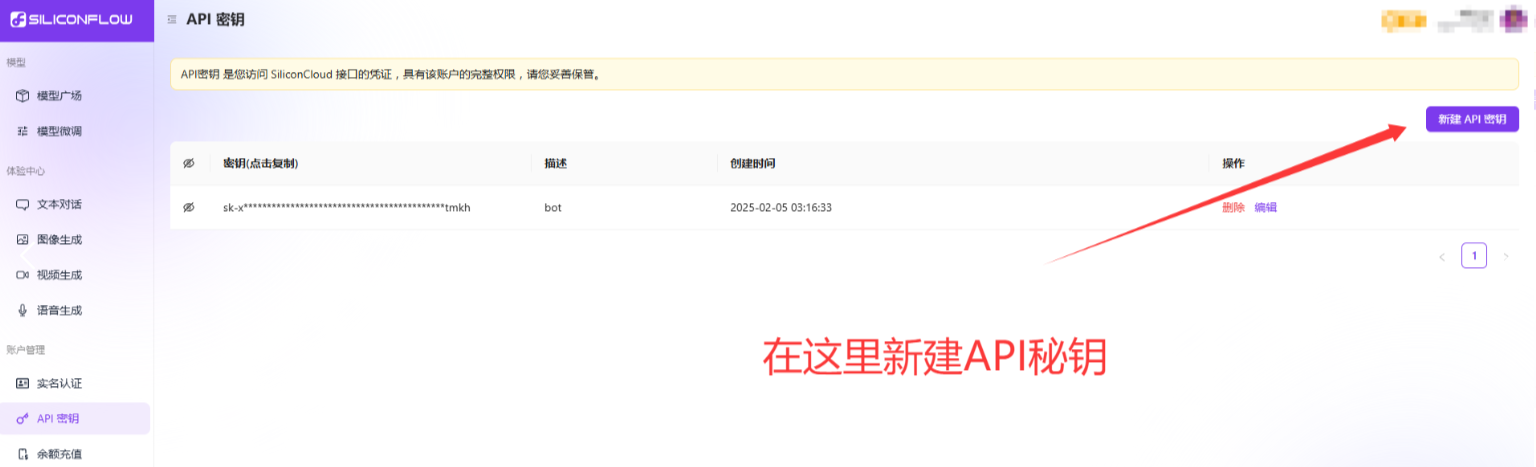 SILICONFLOW
API 密钥
模型
API密钥 是您访问 SiliconCloud 接口的凭证，具有该账户的完整权限，请您妥善保管。
模型广场
新建 API 密钥
模型微调
密钥(点击复制) 描述 创建时间 操作
体验中心
文本对话
sk-x*******************************************tmkh bot 2025-02-05 03:16:33 删除 编辑
图像生成
1
视频生成
语音生成
账户管理
在这里新建API秘钥
实名认证
API 密钥
余额充值